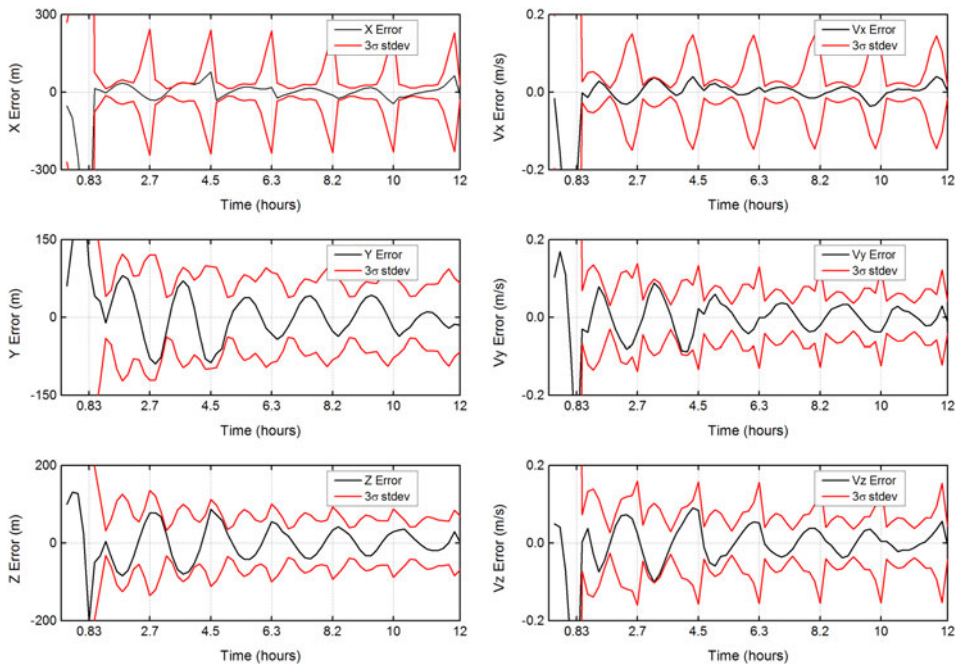 300
0
-300
X Error (m)
X Error
3σ stdev
0.83 2.7 4.5 6.3 8.2 10 12
Time (hours)
0.2
0.0
-0.2
Vx Error (m/s)
Vx Error
3σ stdev
0.83 2.7 4.5 6.3 8.2 10 12
Time (hours)
150
0
-150
Y Error (m)
Y Error
3σ stdev
0.83 2.7 4.5 6.3 8.2 10 12
Time (hours)
0.2
0.0
-0.2
Vy Error (m/s)
Vy Error
3σ stdev
0.83 2.7 4.5 6.3 8.2 10 12
Time (hours)
200
0
-200
Z Error (m)
Z Error
3σ stdev
0.83 2.7 4.5 6.3 8.2 10 12
Time (hours)
0.2
0.0
-0.2
Vz Error (m/s)
Vz Error
3σ stdev
0.83 2.7 4.5 6.3 8.2 10 12
Time (hours)